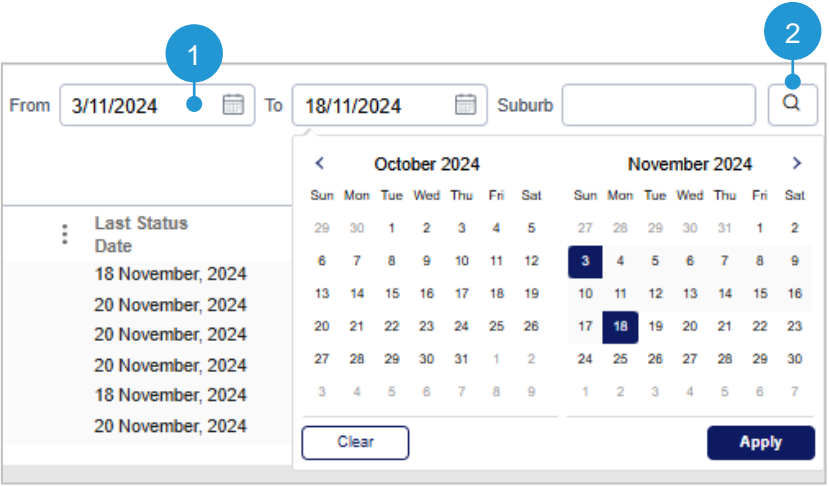 1
2
From 3/11/2024 To 18/11/2024 Suburb
October 2024 November 2024
Sun Mon Tue Wed Thu Fri Sat Sun Mon Tue Wed Thu Fri Sat
29 30 1 2 3 4 5 27 28 29 30 31 1 2
6 7 8 9 10 11 12 3 4 5 6 7 8 9
13 14 15 16 17 18 19 10 11 12 13 14 15 16
20 21 22 23 24 25 26 17 18 19 20 21 22 23
27 28 29 30 31 1 2 24 25 26 27 28 29 30
3 4 5 6 7 8 9 1 2 3 4 5 6 7
Clear Apply
Last Status
Date
18 November, 2024
20 November, 2024
20 November, 2024
20 November, 2024
18 November, 2024
20 November, 2024